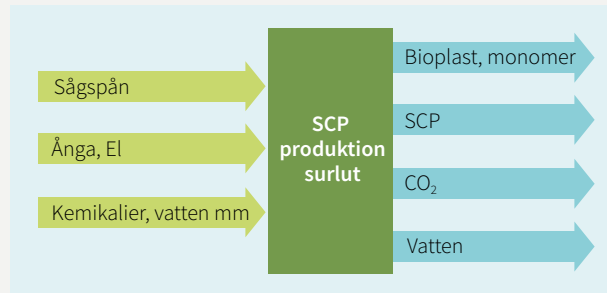 Sågspån
Ånga, El
Kemikalier, vatten mm
SCP
produktion
surlut
Bioplast, monomer
SCP
CO₂
Vatten